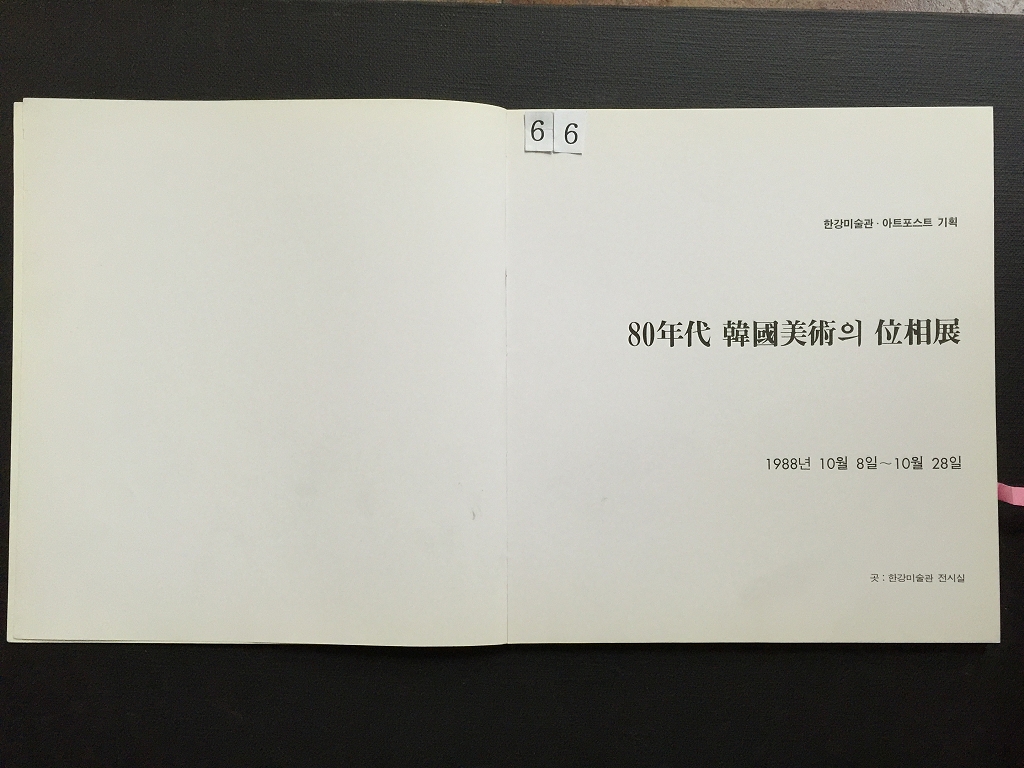 6 6
한강미술관·아트포스트 기획
80年代 韓國美術의 位相展
1988년 10월 8일~10월 28일
곳 : 한강미술관 전시실